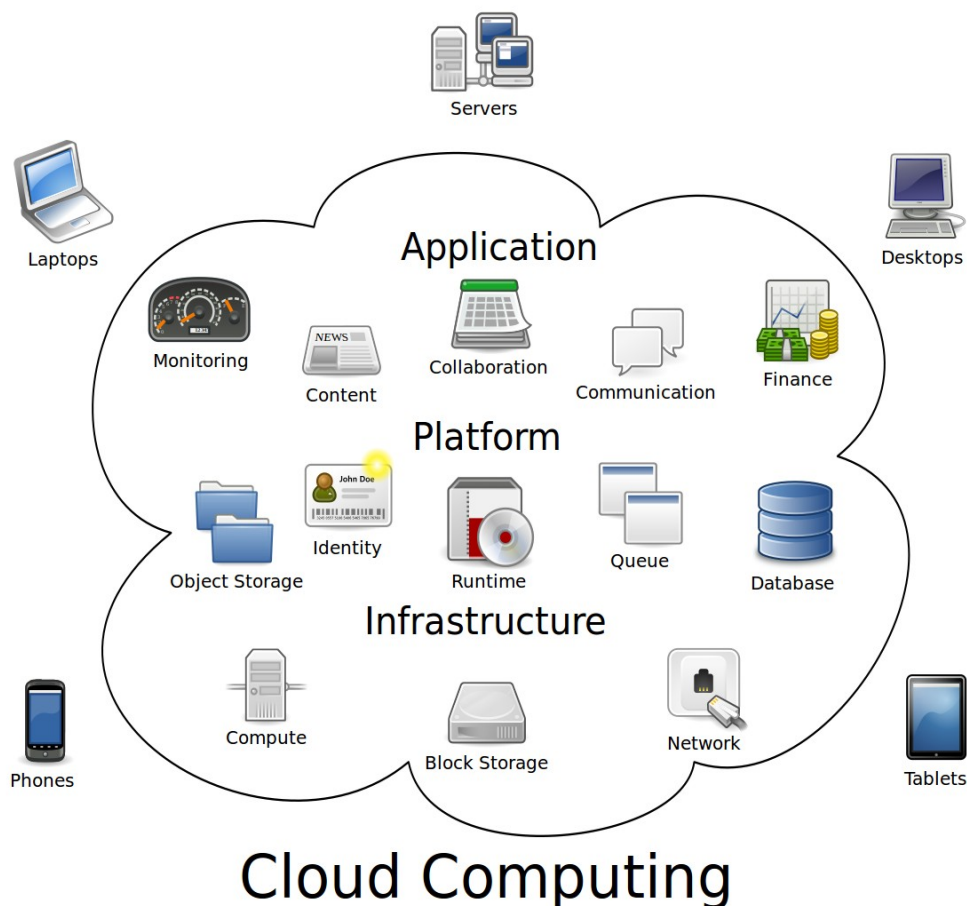 Servers
Laptops
Desktops
Application
Monitoring
NEWS
Content
Collaboration
Communication
Finance
Platform
John Doe
Identity
Object Storage
Runtime
Queue
Database
Infrastructure
Compute
Block Storage
Network
Phones
Tablets
Cloud Computing